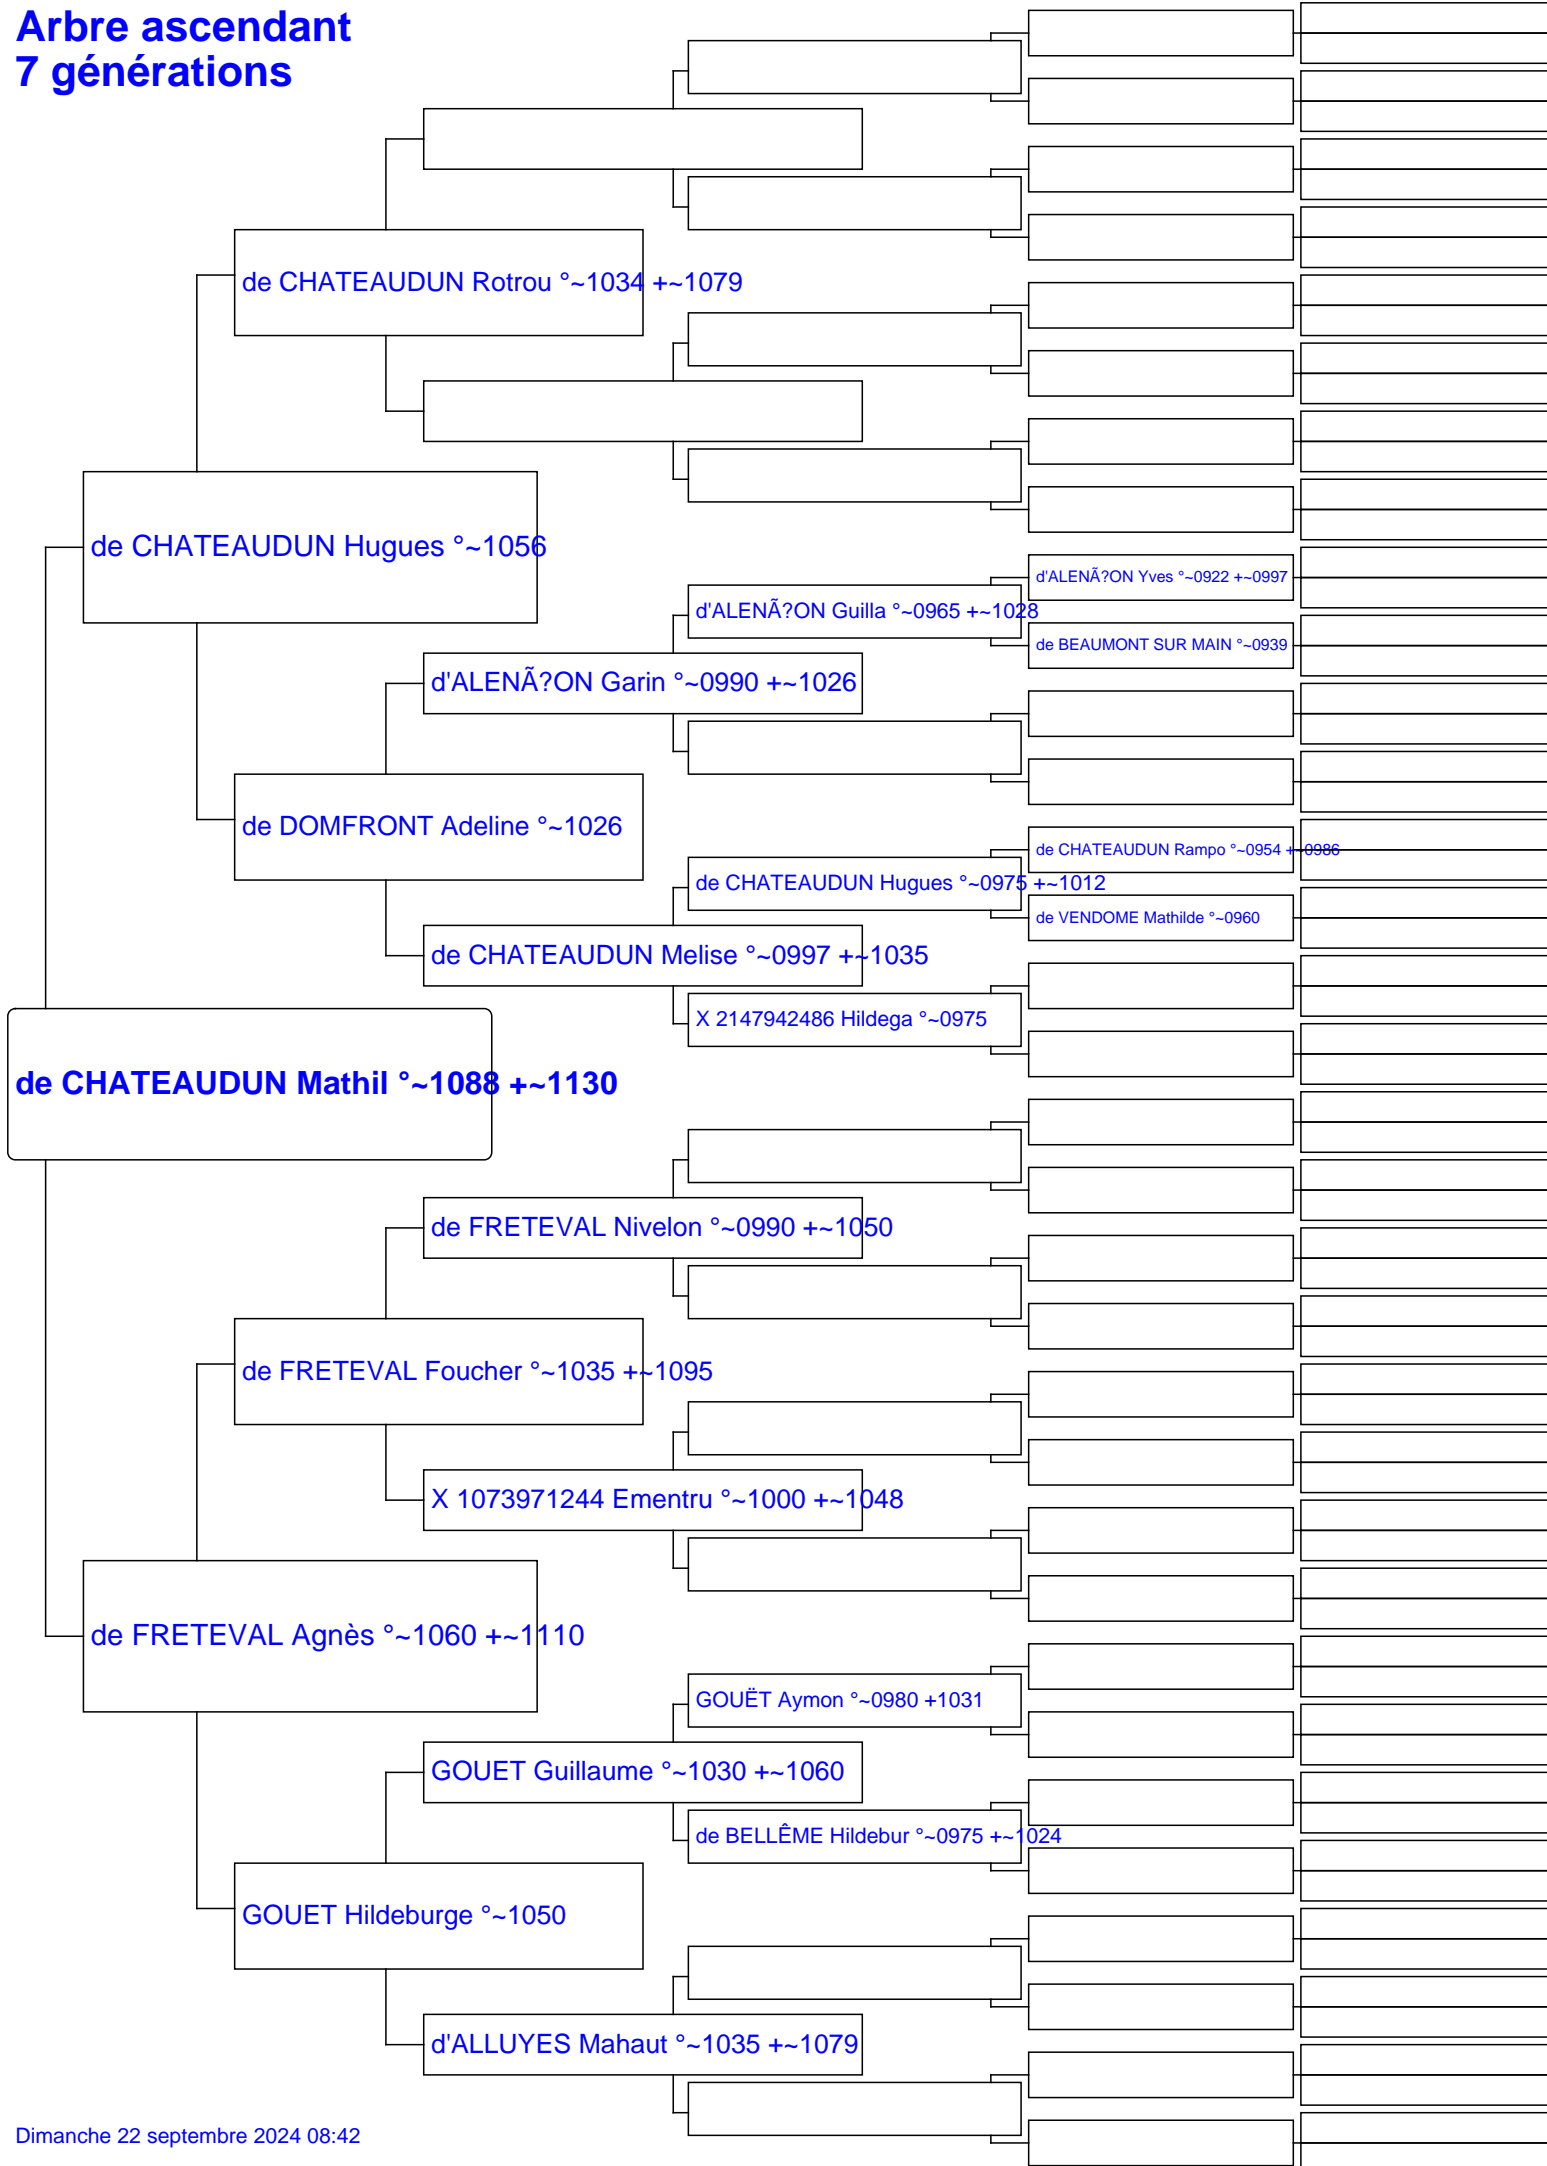 Arbre ascendant
7 générations
de CHATEAUDUN Rotrou °~1034 +~1079
de CHATEAUDUN Hugues °~1056
d'ALENÃ?ON Yves °~0922 +~0997
d'ALENÃ?ON Guilla °~0965 +~1028
de BEAUMONT SUR MAIN °~0939
d'ALENÃ?ON Garin °~0990 +~1026
de DOMFRONT Adeline °~1026
de CHATEAUDUN Rampo °~0954 +~0986
de CHATEAUDUN Hugues °~0975 +~1012
de VENDOME Mathilde °~0960
de CHATEAUDUN Melise °~0997 +~1035
X 2147942486 Hildega °~0975
de CHATEAUDUN Mathil °~1088 +~1130
de FRETEVAL Nivelon °~0990 +~1050
de FRETEVAL Foucher °~1035 +~1095
X 1073971244 Ementru °~1000 +~1048
de FRETEVAL Agnès °~1060 +~1110
GOUËT Aymon °~0980 +1031
GOUET Guillaume °~1030 +~1060
de BELLÊME Hildebur °~0975 +~1024
GOUET Hildeburge °~1050
d'ALLUYES Mahaut °~1035 +~1079
Dimanche 22 septembre 2024 08:42